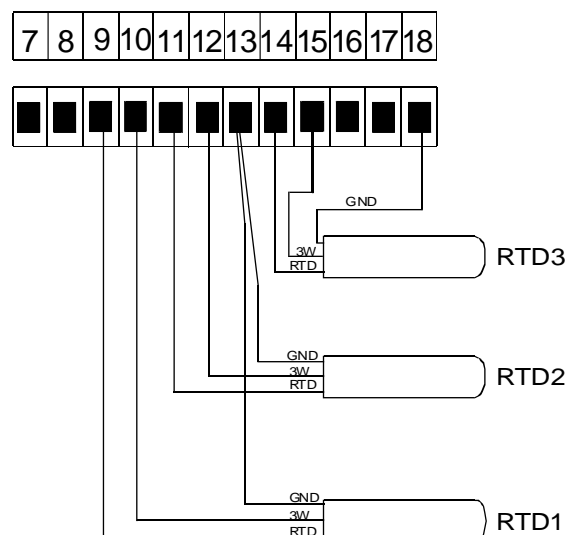 7 8 9 10 11 12 13 14 15 16 17 18
GND
3W
RTD
RTD3
GND
3W
RTD
RTD2
GND
3W
RTD
RTD1